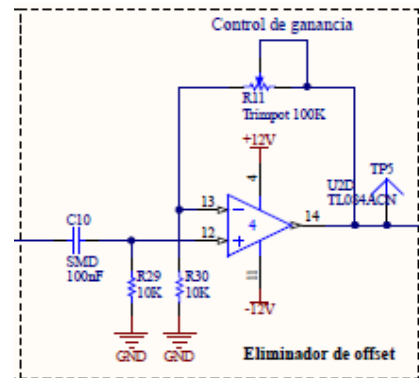 Control de ganancia
R11
Trimpot 100K
+12V
TP5
U2D
TL084ACN
4
13
14
4
C10
12
SMD
100nF
11
R29
10K
R30
10K
-12V
GND
GND
Eliminador de offset